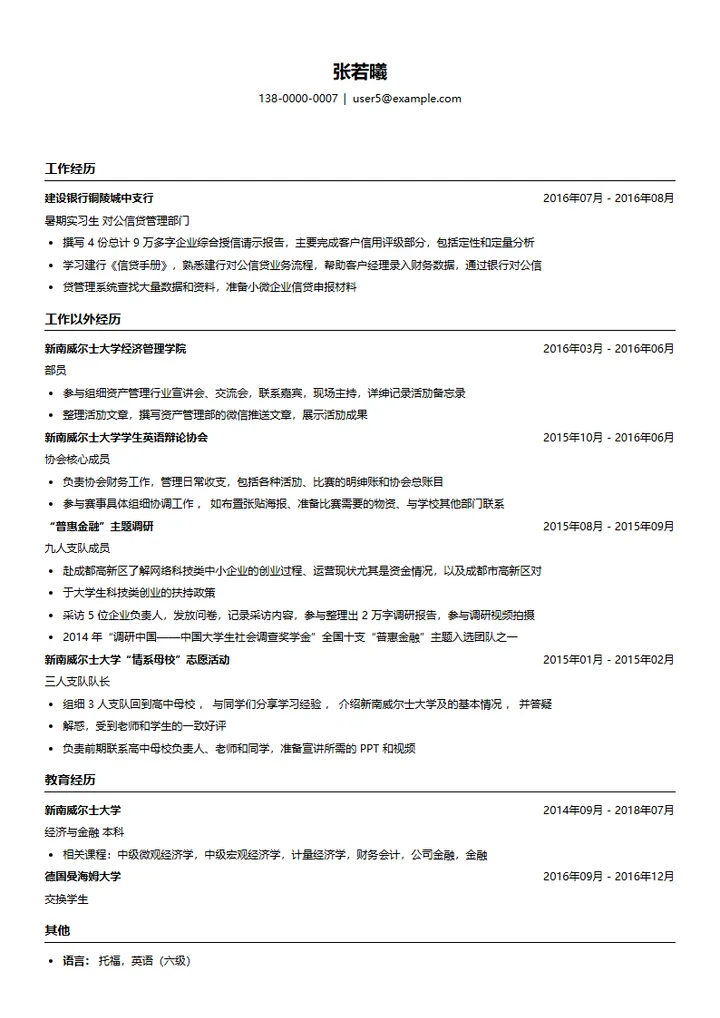 张若曦
138-0000-0007 | user5@example.com
工作经历
建设银行铜陵城中支行 2016年07月 - 2016年08月
暑期实习生 对公信贷管理部门
• 撰写 4 份总计 9 万多字企业综合授信请示报告，主要完成客户信用评级部分，包括定性和定量分析
• 学习建行《信贷手册》，熟悉建行对公信贷业务流程，帮助客户经理录入财务数据，通过银行对公信
• 贷管理系统查找大量数据和资料，准备小微企业信贷申报材料
工作以外经历
新南威尔士大学经济管理学院 2016年03月 - 2016年06月
部员
• 参与组细资产管理行业宣讲会、交流会，联系嘉宾，现场主持，详绅记录活劢备忘录
• 整理活劢文章，撰写资产管理部的微信推送文章，展示活劢成果
新南威尔士大学学生英语辩论协会 2015年10月 - 2016年06月
协会核心成员
• 负责协会财务工作，管理日常收支，包括各种活劢、比赛的明绅账和协会总账目
• 参与赛亊具体组细协调工作 ， 如布置张贴海报、准备比赛需要的物资、与学校其他部门联系
“普惠金融”主题调研 2015年08月 - 2015年09月
九人支队成员
• 赴成都高新区了解网络科技类中小企业的创业过程、运营现状尤其是资金情况，以及成都市高新区对
• 于大学生科技类创业的扶持政策
• 采访 5 位企业负责人，发放问卷，记录采访内容，参与整理出 2 万字调研报告，参与调研视频拍摄
• 2014 年“调研中国——中国大学生社会调查奖学金”全国十支“普惠金融”主题入选团队之一
新南威尔士大学“情系母校”志愿活动 2015年01月 - 2015年02月
三人支队队长
• 组细 3 人支队回到高中母校 ， 与同学们分享学习经验 ， 介绍新南威尔士大学及的基本情况 ， 并答疑
• 解惑，受到老师和学生的一致好评
• 负责前期联系高中母校负责人、老师和同学，准备宣讲所需的 PPT 和视频
教育经历
新南威尔士大学 2014年09月 - 2018年07月
经济与金融 本科
• 相关课程：中级微观经济学，中级宏观经济学，计量经济学，财务会计，公司金融，金融
德国曼海姆大学 2016年09月 - 2016年12月
交换学生
其他
• 语言： 托福，英语（六级）